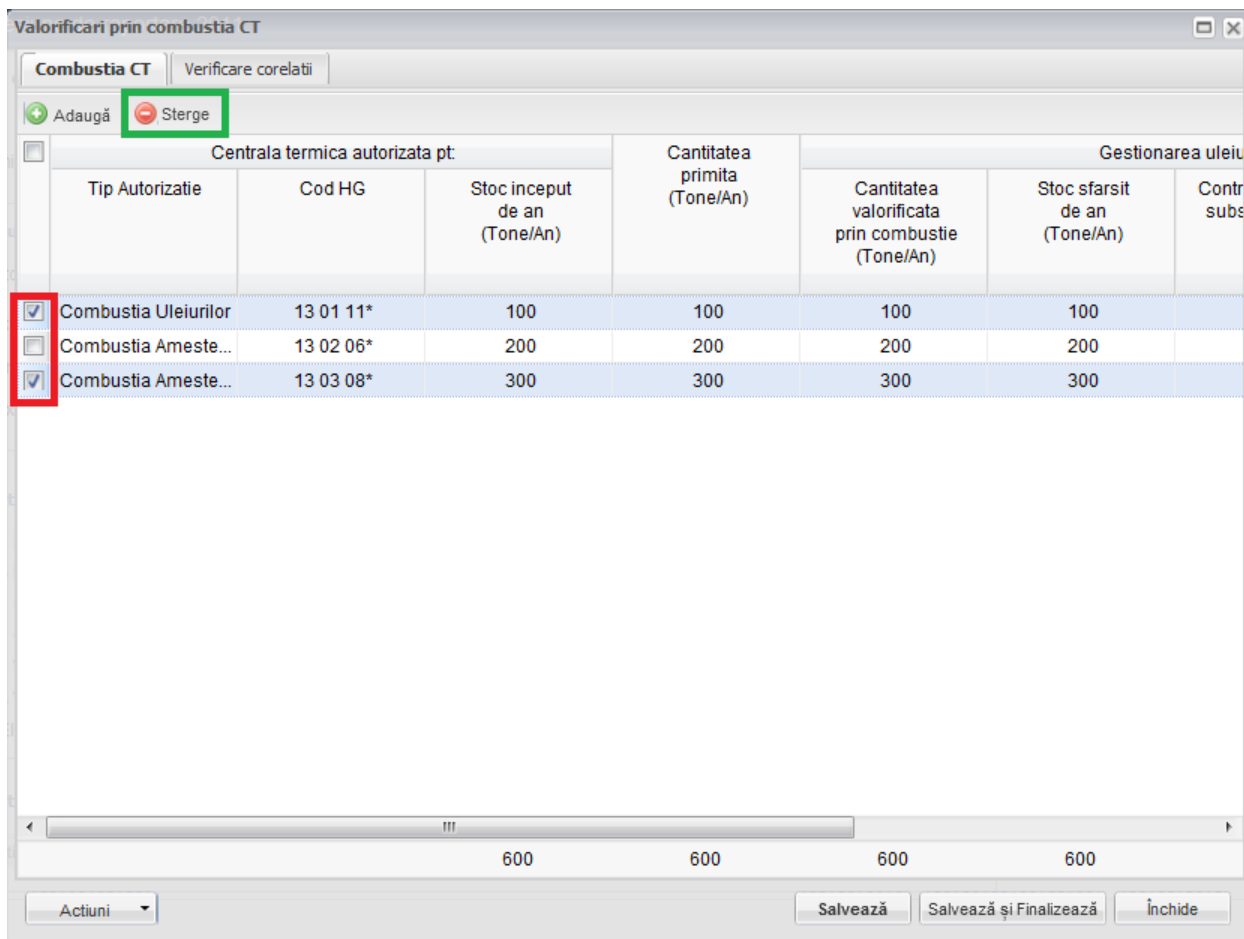 Valorificari prin combustia CT
Combustia CT Verificare corelatii
Adaugă Sterge
Centrala termica autorizata pt: Cantitatea primita (Tone/An) Gestionarea
Tip Autorizatie Cod HG Stoc inceput de an (Tone/An) Cantitatea valorificata prin combustie (Tone/An) Stoc sfarsit de an (Tone/An)
Combustia Uleiurilor 13 01 11* 100 100 100 100
Combustia Ameste... 13 02 06* 200 200 200 200
Combustia Ameste... 13 03 08* 300 300 300 300
600 600 600 600
Actiuni Salvează Salvează și Finalizează Închide